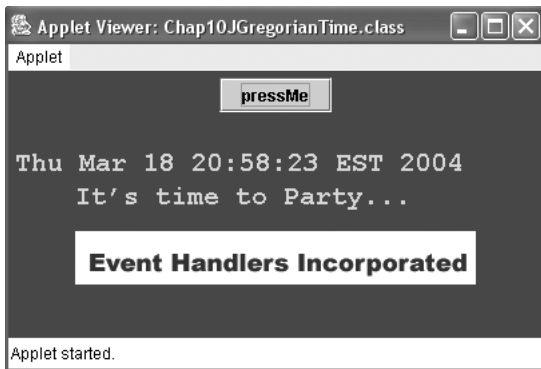 Applet Viewer: Chap10JGregorianTime.class
Applet
pressMe
Thu Mar 18 20:58:23 EST 2004
It's time to Party...
Event Handlers Incorporated
Applet started.